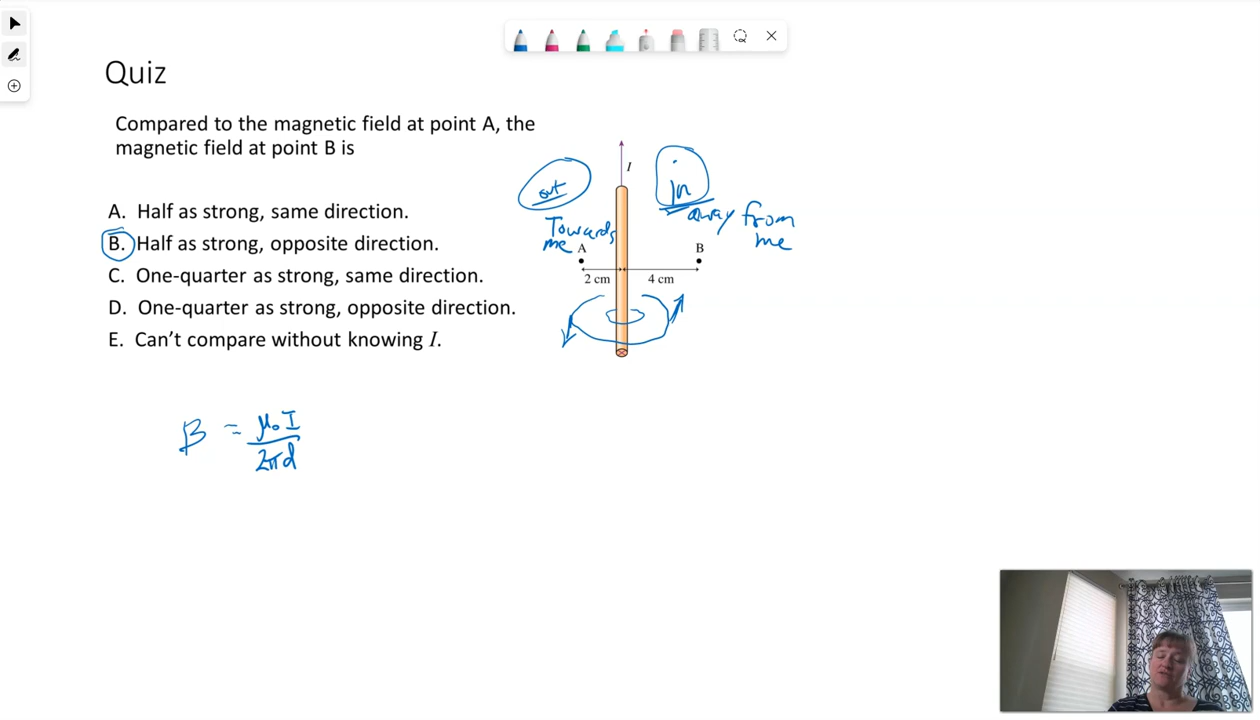 Quiz
Compared to the magnetic field at point A, the
magnetic field at point B is
A. Half as strong, same direction.
B. Half as strong, opposite direction.
C. One-quarter as strong, same direction.
D. One-quarter as strong, opposite direction.
E. Can't compare without knowing I.
I
out
in
Towards
me
away from
me
A
B
2 cm
4 cm
B = μ₀I
2πd